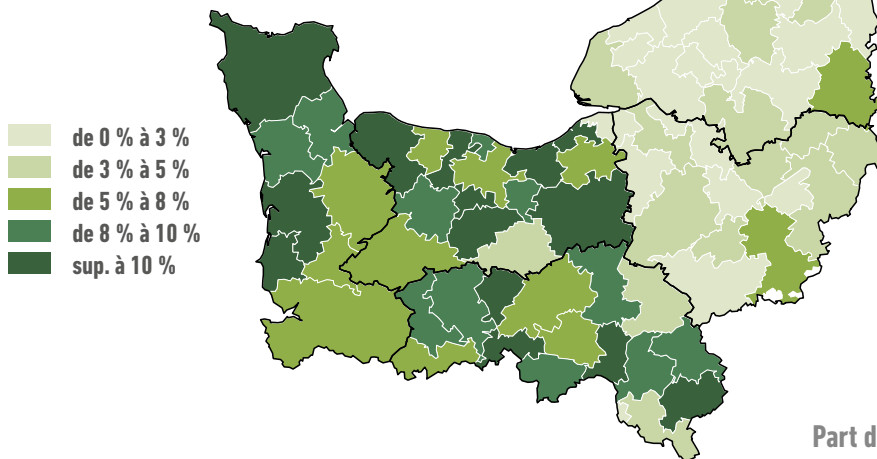 de 0 % à 3 %
de 3 % à 5 %
de 5 % à 8 %
de 8 % à 10 %
sup. à 10 %
Part d